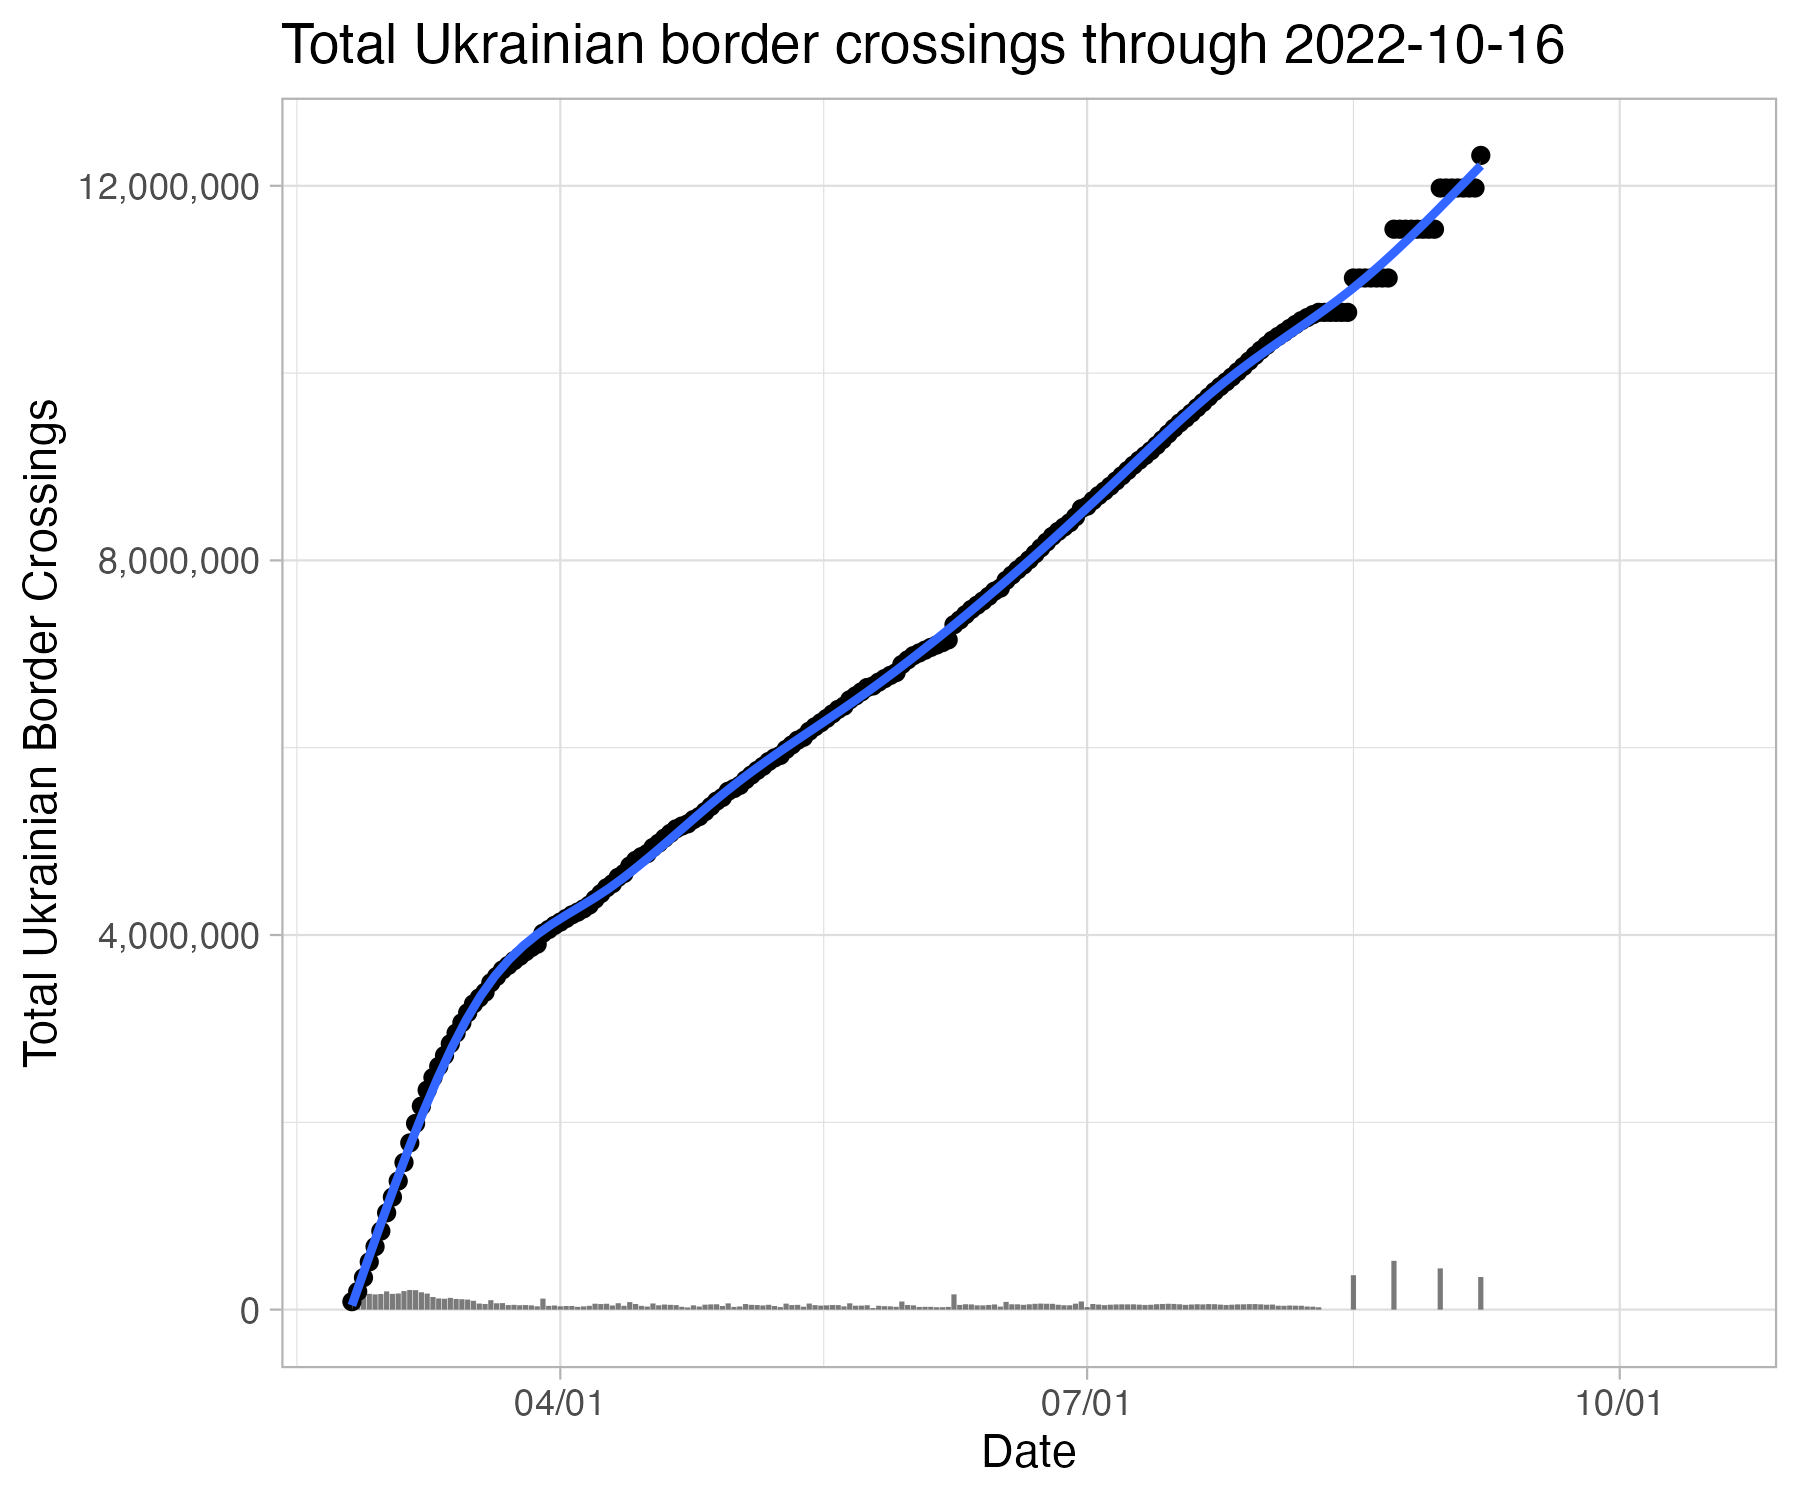 Total Ukrainian border crossings through 2022-10-16
Total Ukrainian Border Crossings
12,000,000
8,000,000
4,000,000
0
04/01
07/01
10/01
Date